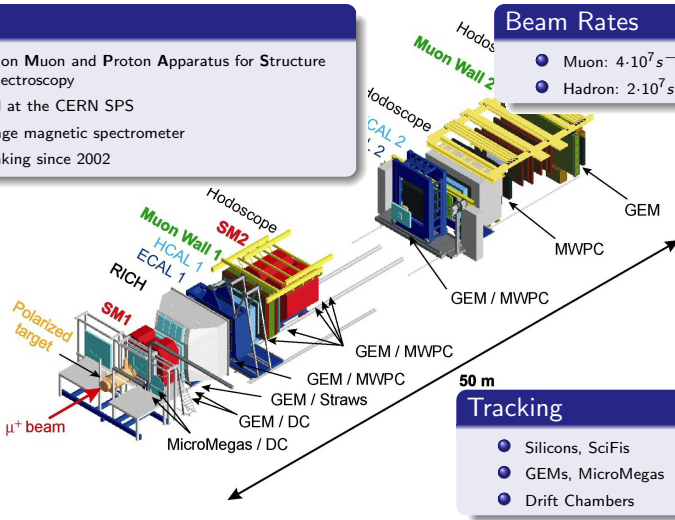 on Muon and Proton Apparatus for Structure
ectroscopy
at the CERN SPS
magnetic spectrometer
since 2002
Beam Rates
Muon: 4·10⁷s⁻
Hadron: 2·10⁷s
Muon Wall 2
Hodoscope
CAL 2
2
GEM
MWPC
GEM / MWPC
Hodoscope
SM2
Muon Wall 1
HCAL 1
ECAL 1
RICH
SM1
Polarized
target
μ⁺ beam
GEM / MWPC
GEM / MWPC
GEM / Straws
GEM / DC
MicroMegas / DC
50 m
Tracking
Silicons, SciFis
GEMs, MicroMegas
Drift Chambers